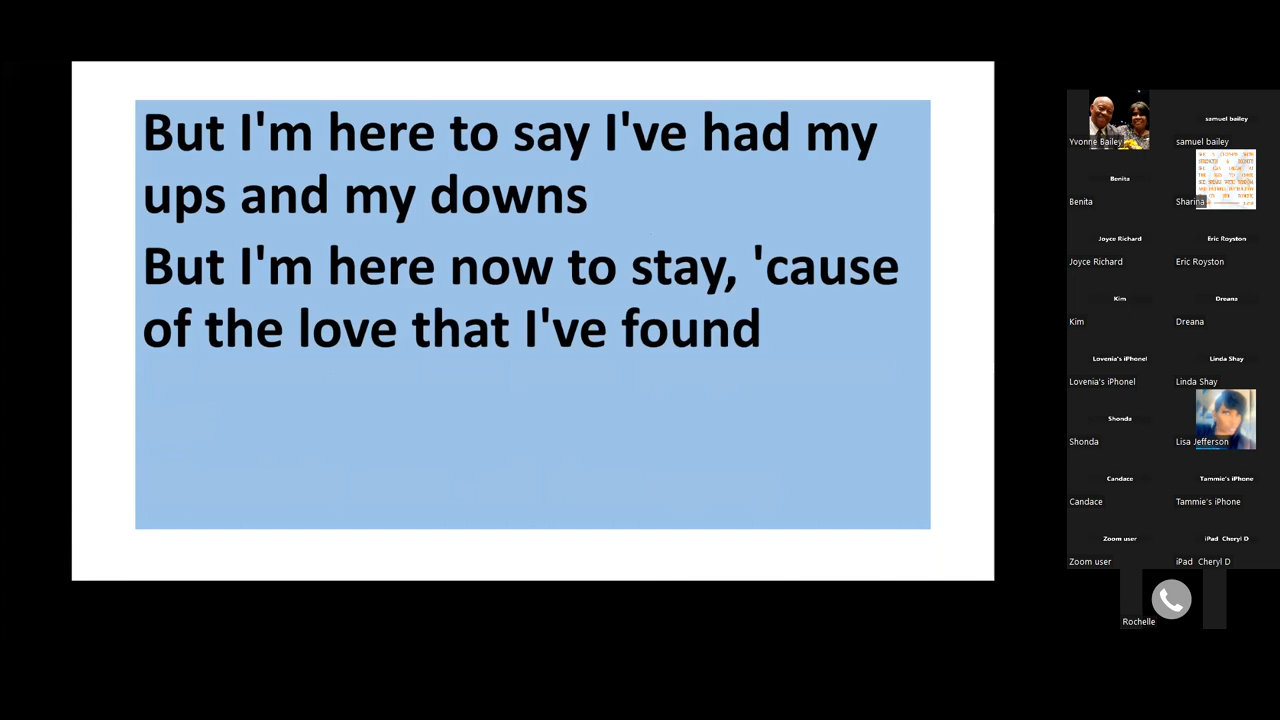 But I'm here to say I've had my
ups and my downs
But I'm here now to stay, 'cause
of the love that I've found
Yvonne Bailey
samuel bailey
samuel bailey
Benita
Benita
Sharina
Joyce Richard
Joyce Richard
Eric Royston
Eric Royston
Kim
Kim
Dreana
Dreana
Lovenia's iPhonel
Lovenia's iPhonel
Linda Shay
Linda Shay
Shonda
Shonda
Lisa Jefferson
Candace
Candace
Tammie's iPhone
Tammie's iPhone
Zoom user
Zoom user
iPad Cheryl D
iPad Cheryl D
Rochelle